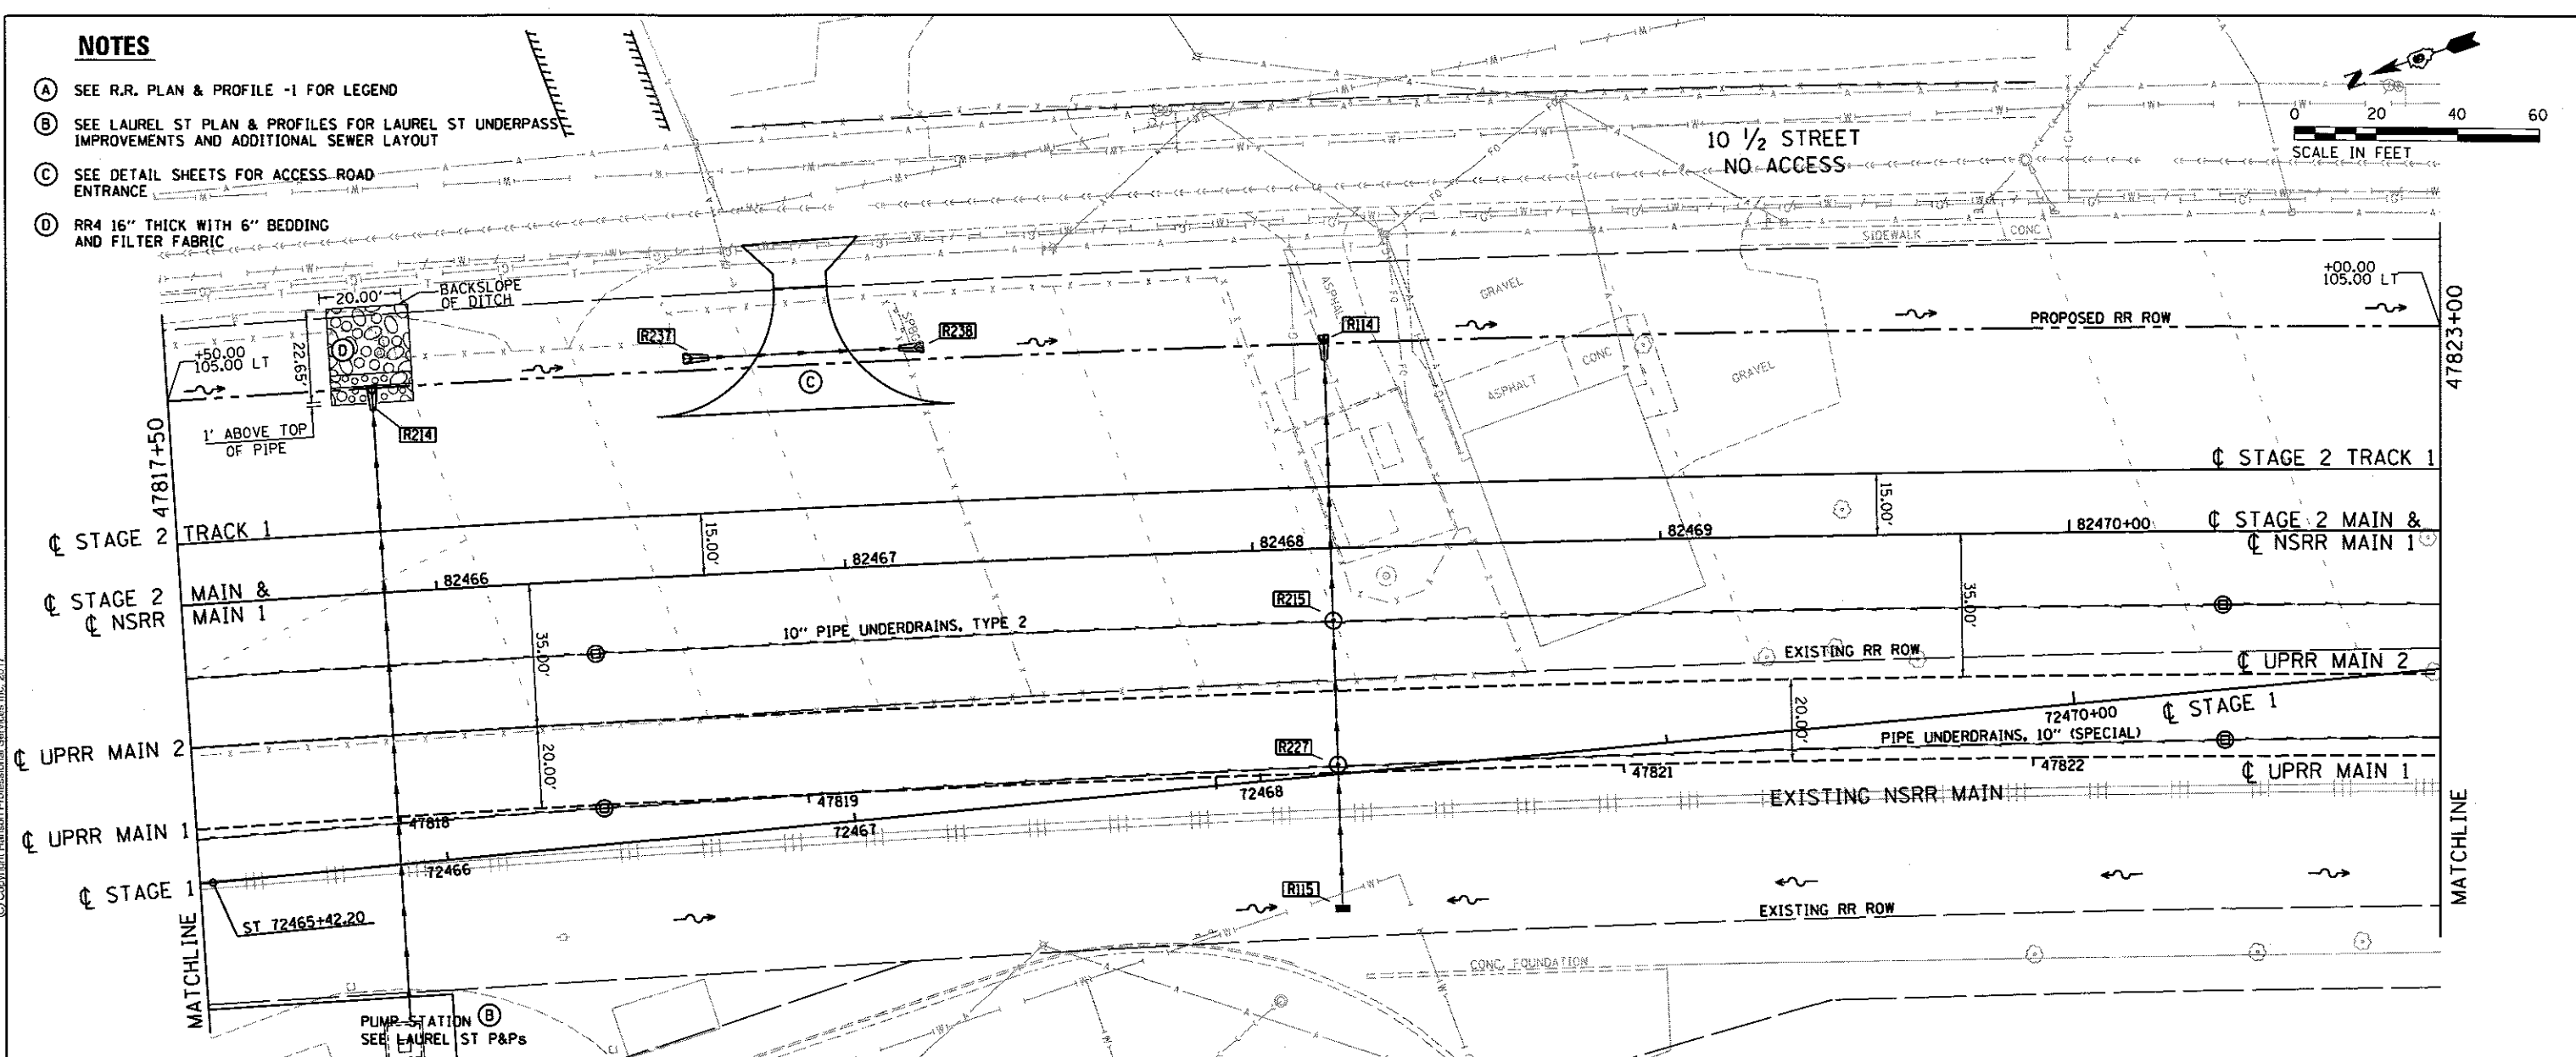 NOTES
A SEE R.R. PLAN & PROFILE -1 FOR LEGEND
B SEE LAUREL ST PLAN & PROFILES FOR LAUREL ST UNDERPASS
IMPROVEMENTS AND ADDITIONAL SEWER LAYOUT
C SEE DETAIL SHEETS FOR ACCESS ROAD
ENTRANCE
D RR4 16" THICK WITH 6" BEDDING
AND FILTER FABRIC
10 ½ STREET
NO ACCESS
Z
0 20 40 60
SCALE IN FEET
SIDEWALK
CONC
20.00'
BACKSLOPE
OF DITCH
22.65'
D
+50.00
105.00 LT
1' ABOVE TOP
OF PIPE
R214
R237
R238
C
R114
ASPHALT
GRAVEL
ASPHALT
CONC
GRAVEL
+00.00
105.00 LT
PROPOSED RR ROW
47817+50
47823+00
℄ STAGE 2 TRACK 1
℄ STAGE 2 TRACK 1
15.00'
15.00'
℄ STAGE 2 MAIN &
℄ NSRR MAIN 1
82466
82467
82468
82469
82470+00
℄ STAGE 2 MAIN &
℄ NSRR MAIN 1
35.00'
10" PIPE UNDERDRAINS, TYPE 2
R215
35.00'
EXISTING RR ROW
℄ UPRR MAIN 2
℄ UPRR MAIN 2
20.00'
R227
20.00'
72470+00
℄ STAGE 1
PIPE UNDERDRAINS, 10" (SPECIAL)
℄ UPRR MAIN 1
47818
47819
47821
47822
℄ UPRR MAIN 1
72466
72467
72468
EXISTING NSRR MAIN
℄ STAGE 1
ST 72465+42.20
R115
EXISTING RR ROW
MATCHLINE
MATCHLINE
CONC. FOUNDATION
PUMP STATION B
SEE LAUREL ST P&Ps